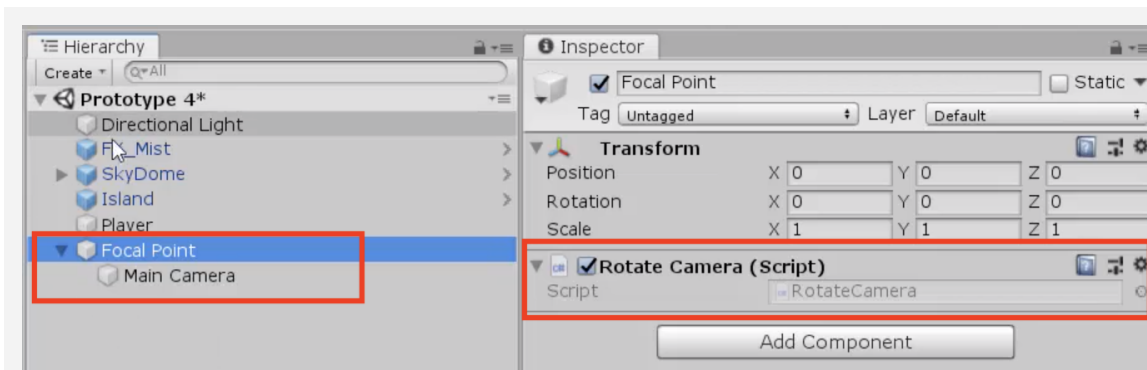 Hierarchy
Create All
Prototype 4*
Directional Light
FX_Mist
SkyDome
Island
Player
Focal Point
Main Camera
Inspector
Focal Point Static
Tag Untagged Layer Default
Transform
Position X 0 Y 0 Z 0
Rotation X 0 Y 0 Z 0
Scale X 1 Y 1 Z 1
Rotate Camera (Script)
Script RotateCamera
Add Component